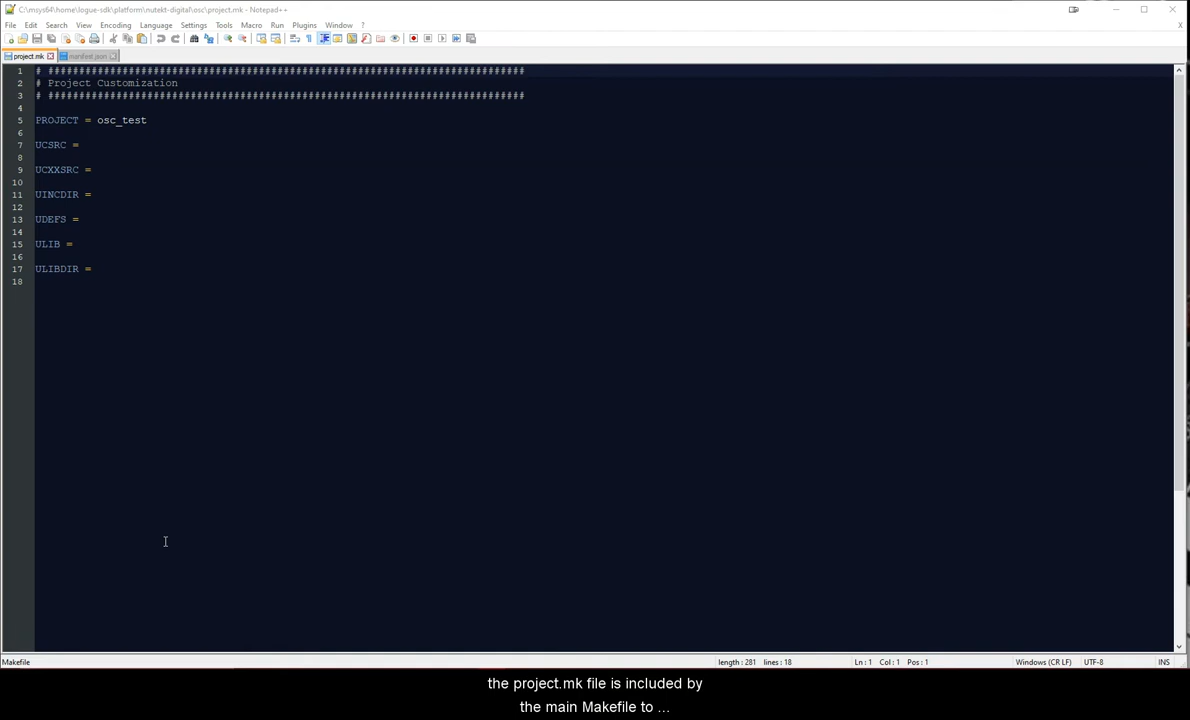 C:\msys64\home\logue-sdk\platform\nutekt-digital\osc\project.mk - Notepad++
File Edit Search View Encoding Language Settings Tools Macro Run Plugins Window ?
X
project.mk manifest.json
1 # #############################################################################
2 # Project Customization
3 # #############################################################################
4
5 PROJECT = osc_test
6
7 UCSRC =
8
9 UCXXSRC =
10
11 UINCDIR =
12
13 UDEFS =
14
15 ULIB =
16
17 ULIBDIR =
18
Makefile length : 281 lines : 18 Ln : 1 Col : 1 Pos : 1 Windows (CR LF) UTF-8 INS
the project.mk file is included by
the main Makefile to ...